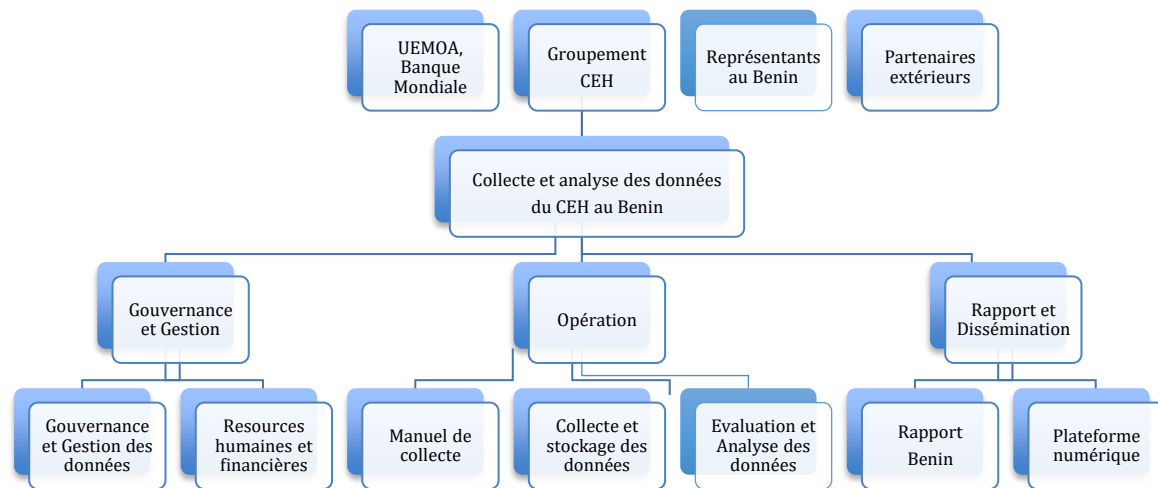 UEMOA,
Banque
Mondiale
Groupement
CEH
Représentants
au Benin
Partenaires
extérieurs
Collecte et analyse des données
du CEH au Benin
Gouvernance
et Gestion
Opération
Rapport et
Dissémination
Gouvernance
et Gestion des
données
Resources
humaines et
financières
Manuel de
collecte
Collecte et
stockage des
données
Evaluation et
Analyse des
données
Rapport
Benin
Plateforme
numérique